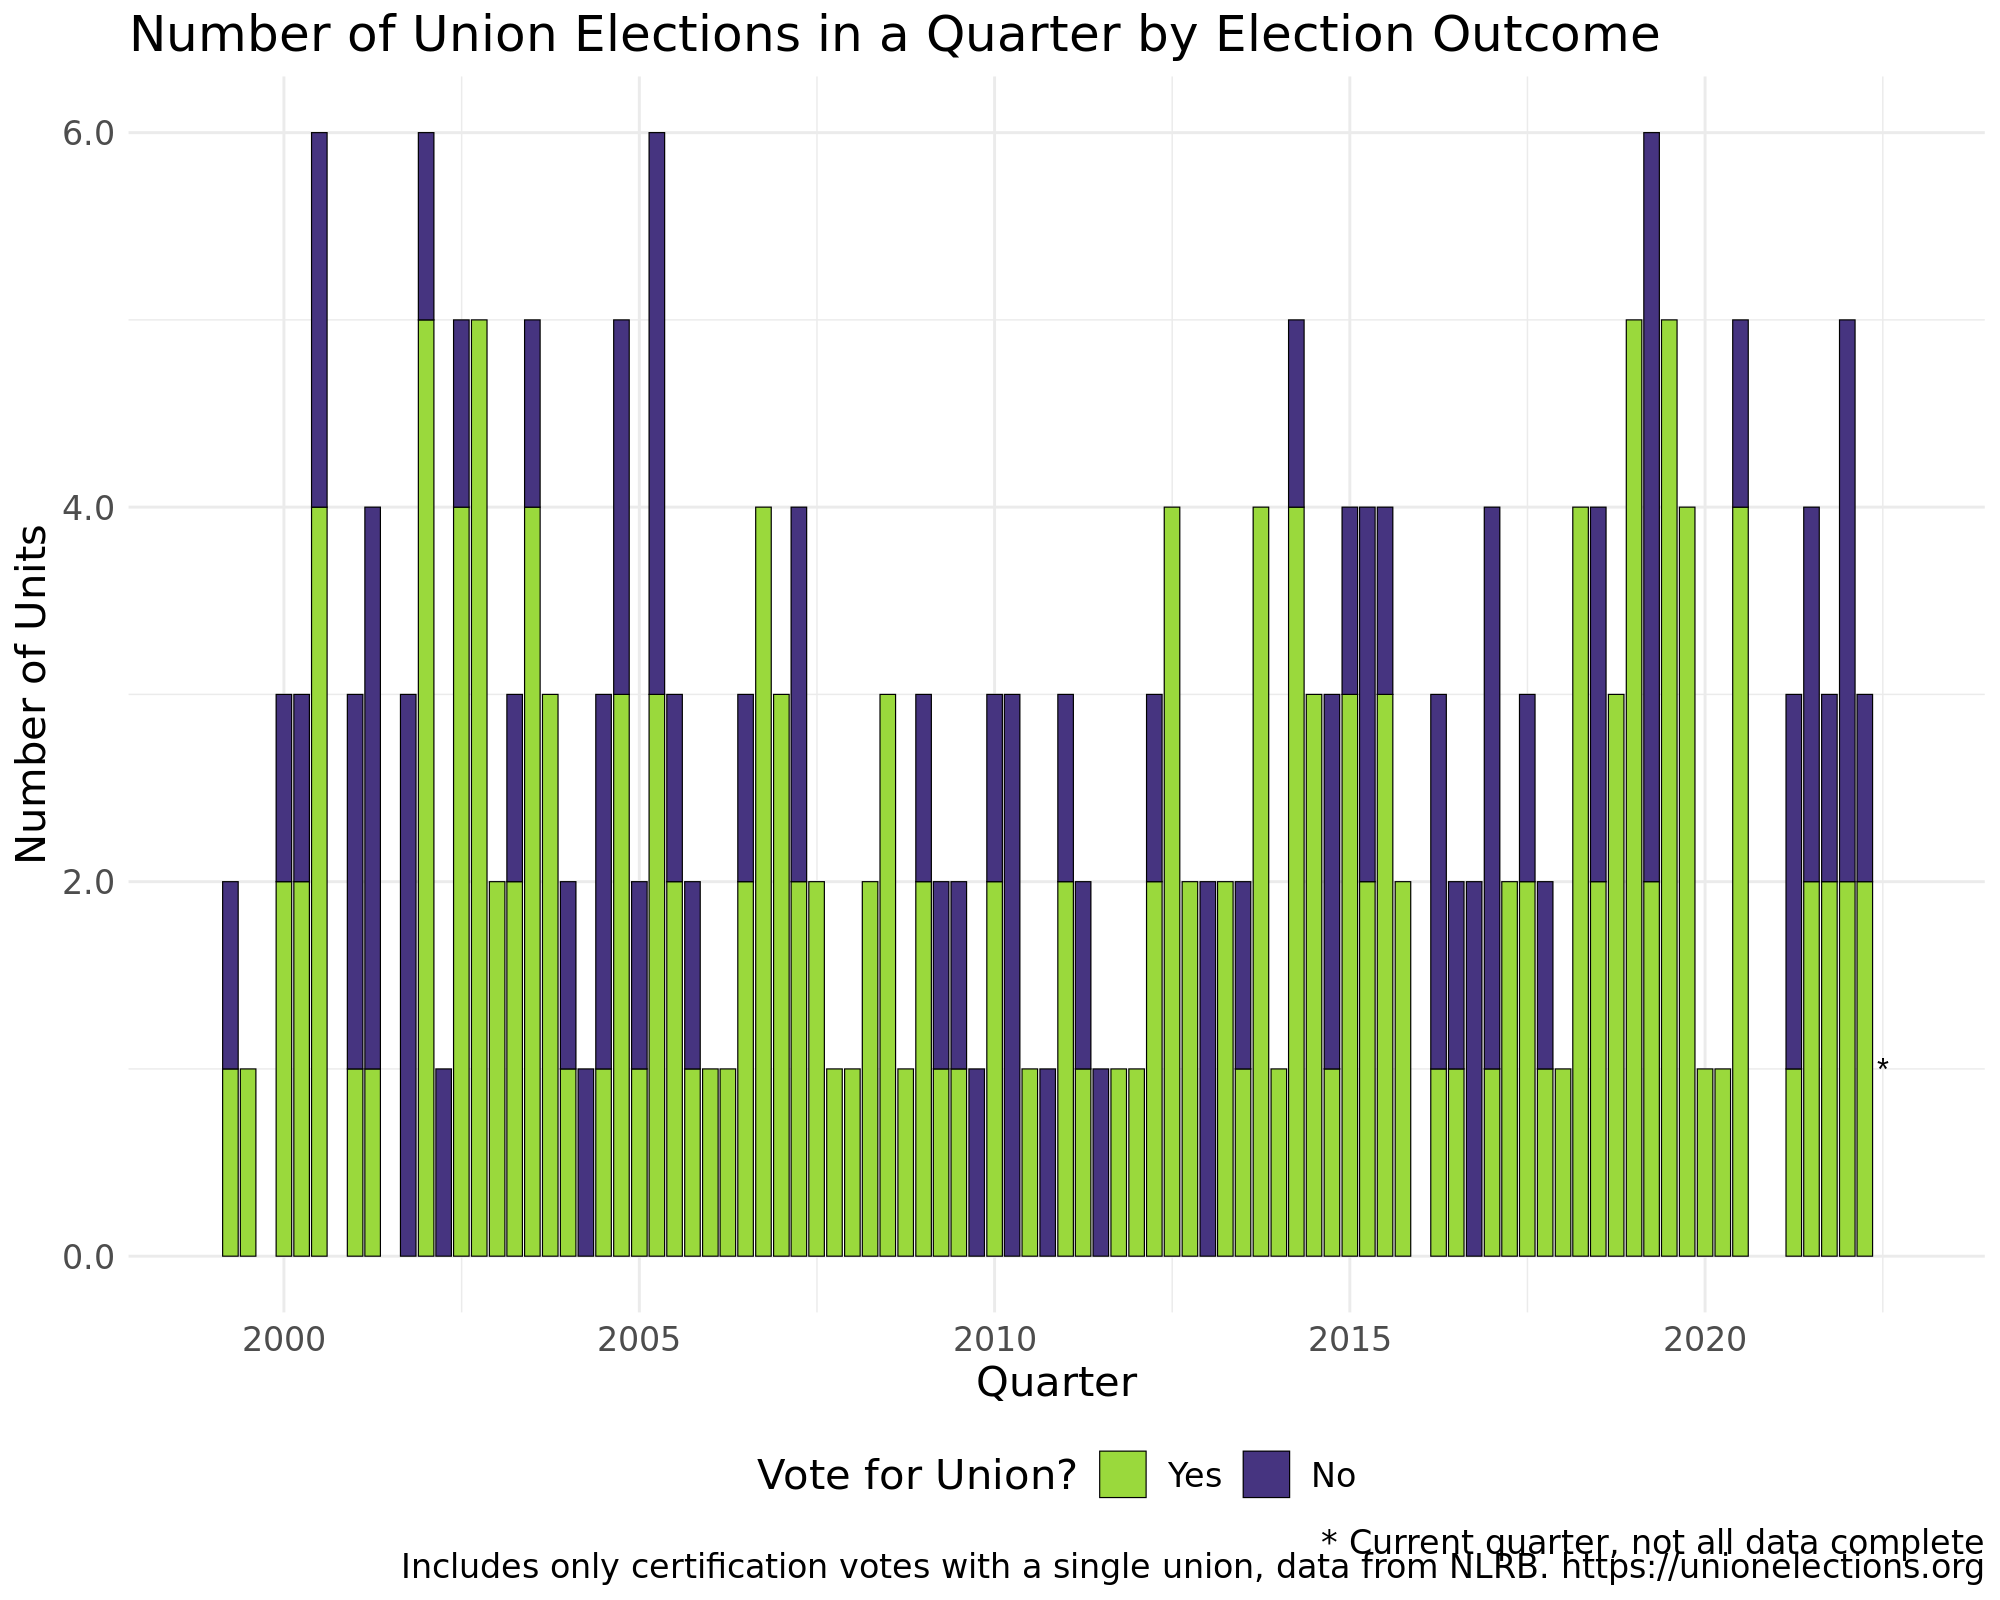 Number of Union Elections in a Quarter by Election Outcome
6.0
4.0
2.0
0.0
Number of Units
*
2000 2005 2010 2015 2020
Quarter
Vote for Union? Yes No
* Current quarter, not all data complete
Includes only certification votes with a single union, data from NLRB. https://unionelections.org